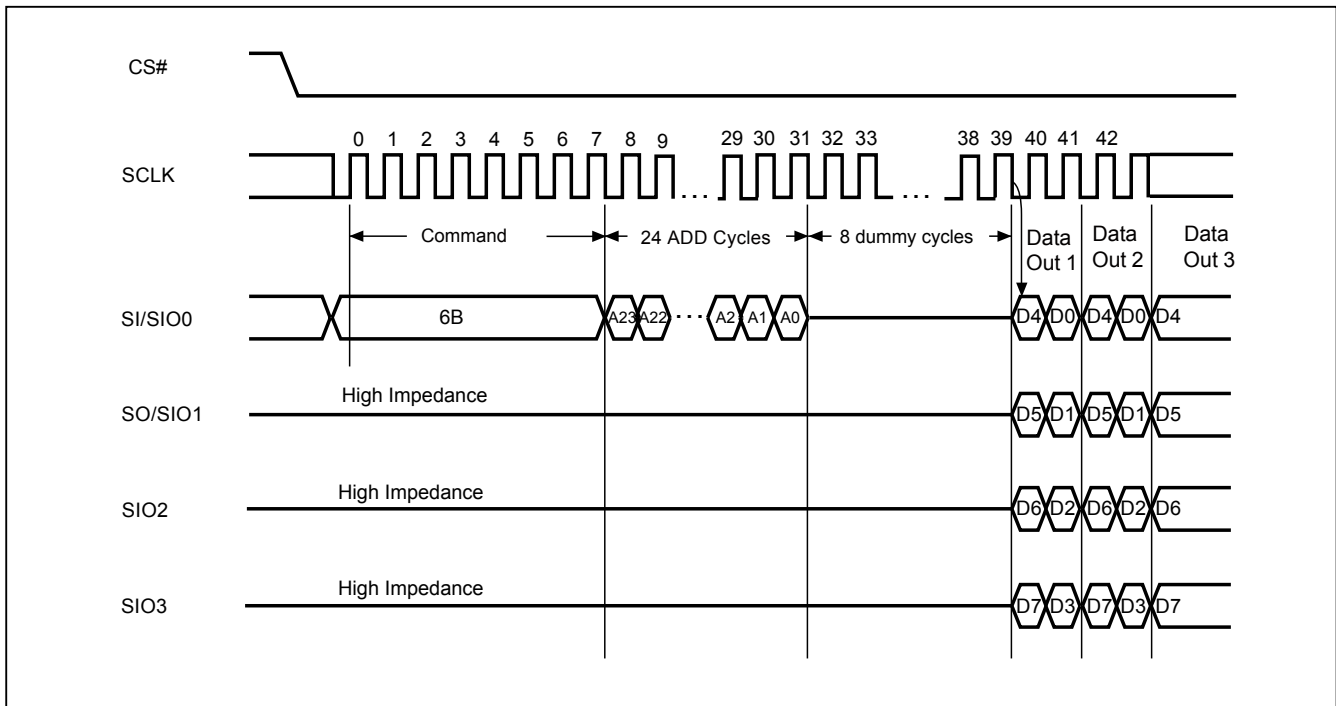 CS#
0 1 2 3 4 5 6 7 8 9 29 30 31 32 33 38 39 40 41 42
SCLK
Command 24 ADD Cycles 8 dummy cycles Data Out 1 Data Out 2 Data Out 3
SI/SIO0 6B A23 A22 A2 A1 A0 D4 D0 D4 D0 D4
High Impedance
SO/SIO1 D5 D1 D5 D1 D5
High Impedance
SIO2 D6 D2 D6 D2 D6
High Impedance
SIO3 D7 D3 D7 D3 D7